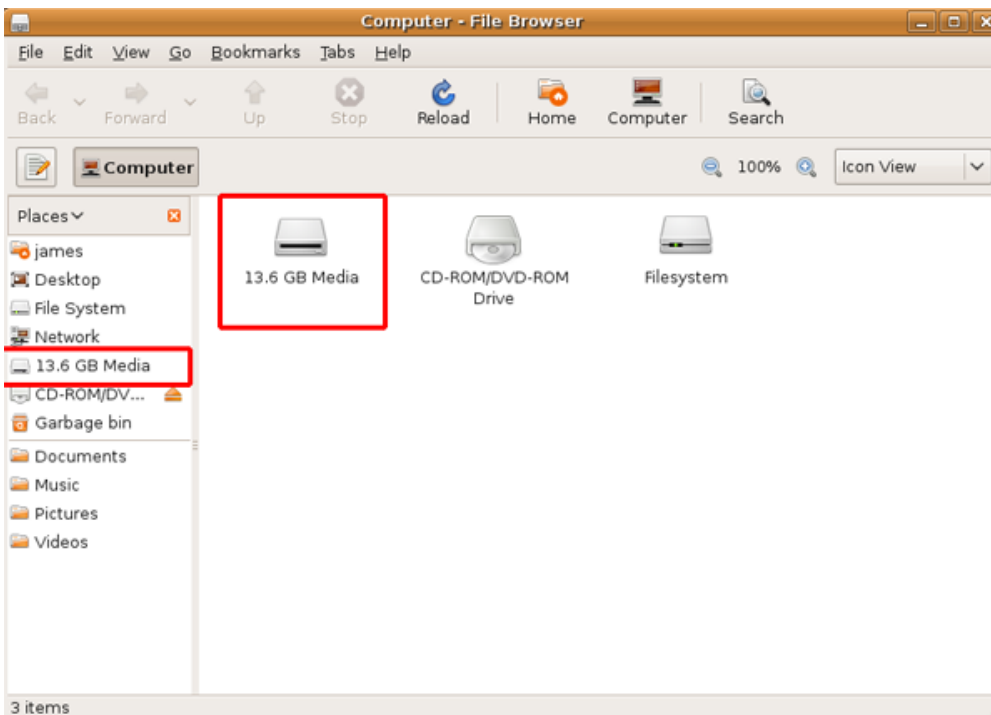 Computer - File Browser
File Edit View Go Bookmarks Tabs Help
Back Forward Up Stop Reload Home Computer Search
Computer 100% Icon View
Places
james
Desktop
File System
Network
13.6 GB Media
CD-ROM/DV...
Garbage bin
Documents
Music
Pictures
Videos
13.6 GB Media
CD-ROM/DVD-ROM
Drive
Filesystem
3 items